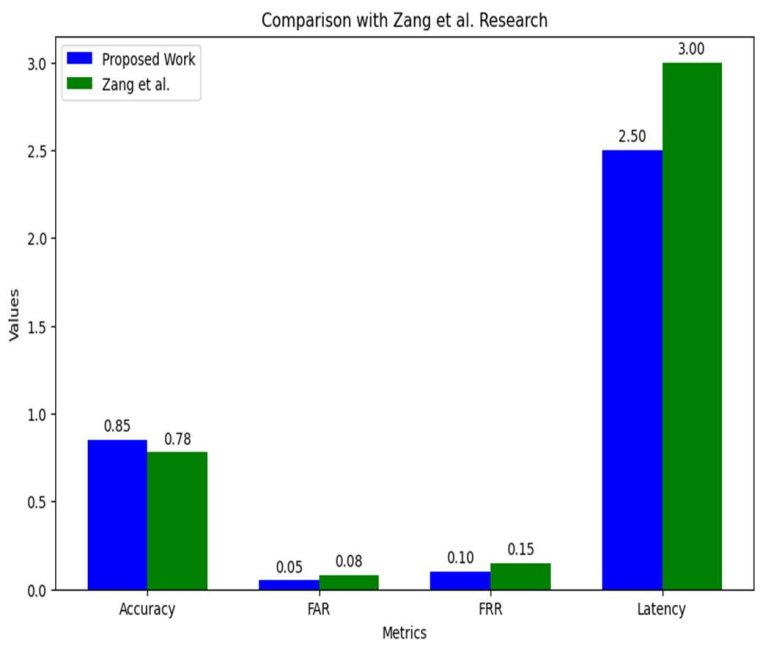 Comparison with Zang et al. Research
Proposed Work
Zang et al.
Values
3.0
2.5
2.0
1.5
1.0
0.5
0.0
0.85
0.78
0.05
0.08
0.10
0.15
2.50
3.00
Accuracy
FAR
FRR
Latency
Metrics